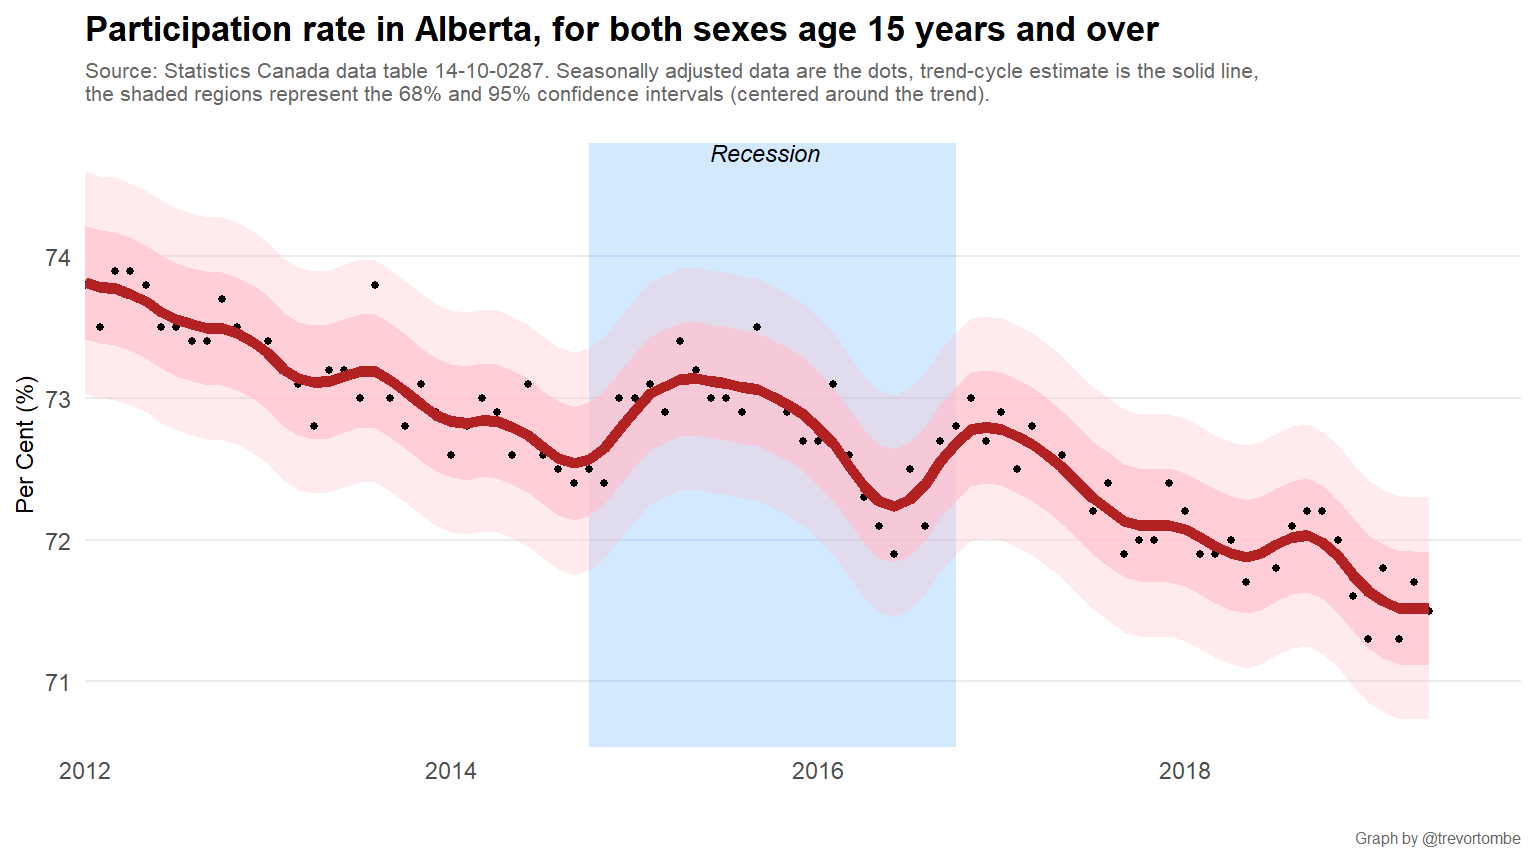 Participation rate in Alberta, for both sexes age 15 years and over
Source: Statistics Canada data table 14-10-0287. Seasonally adjusted data are the dots, trend-cycle estimate is the solid line,
the shaded regions represent the 68% and 95% confidence intervals (centered around the trend).
Recession
Per Cent (%)
74
73
72
71
2012
2014
2016
2018
Graph by @trevortombe